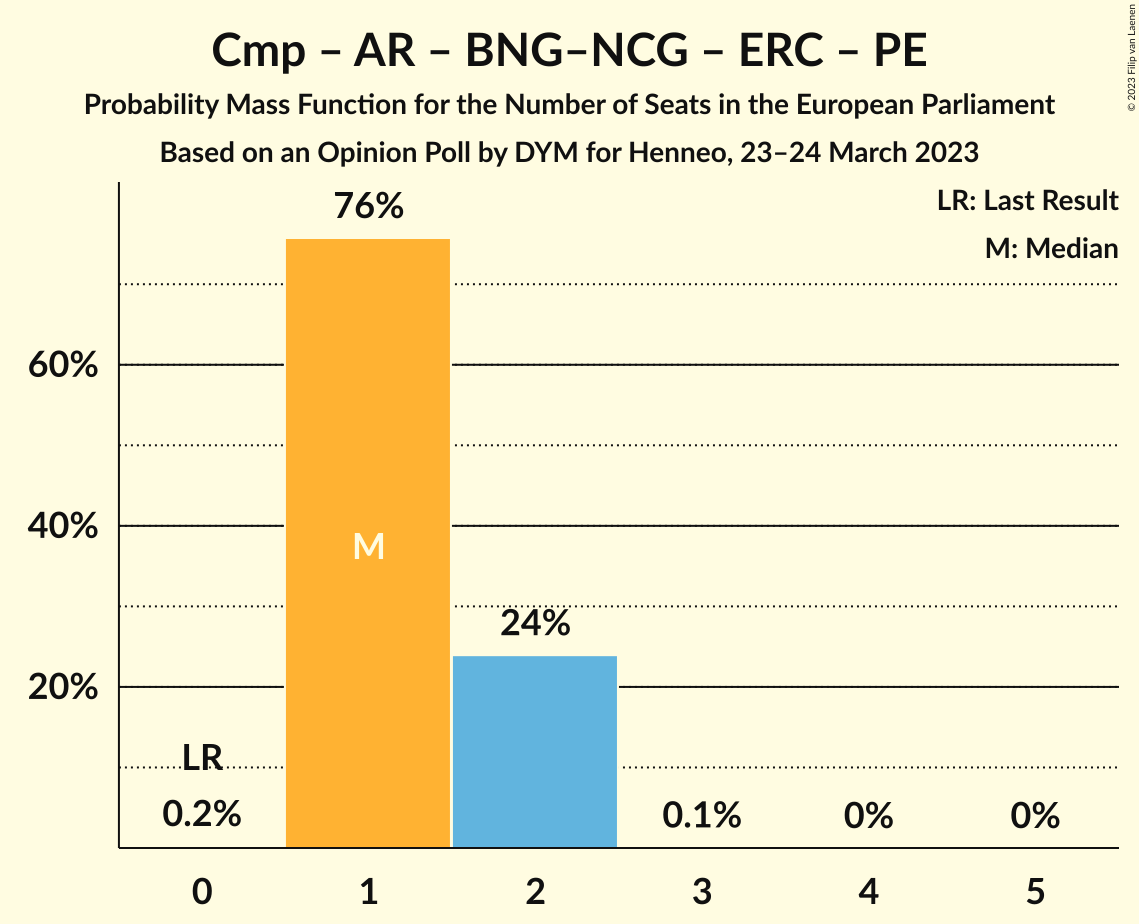 Cmp – AR – BNG–NCG – ERC – PE
Probability Mass Function for the Number of Seats in the European Parliament
Based on an Opinion Poll by DYM for Henneo, 23–24 March 2023
© 2023 Filip van Laenen
LR: Last Result
M: Median
76%
60%
40%
M
24%
20%
LR
0.2%
0.1%
0%
0%
0
1
2
3
4
5